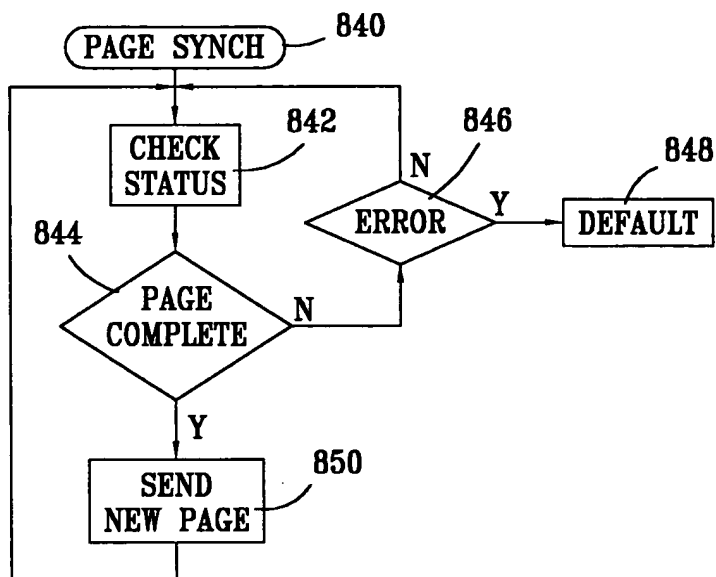 PAGE SYNCH
840
842
CHECK
STATUS
846
N
848
ERROR
Y
DEFAULT
844
PAGE
COMPLETE
N
Y
SEND
NEW PAGE
850